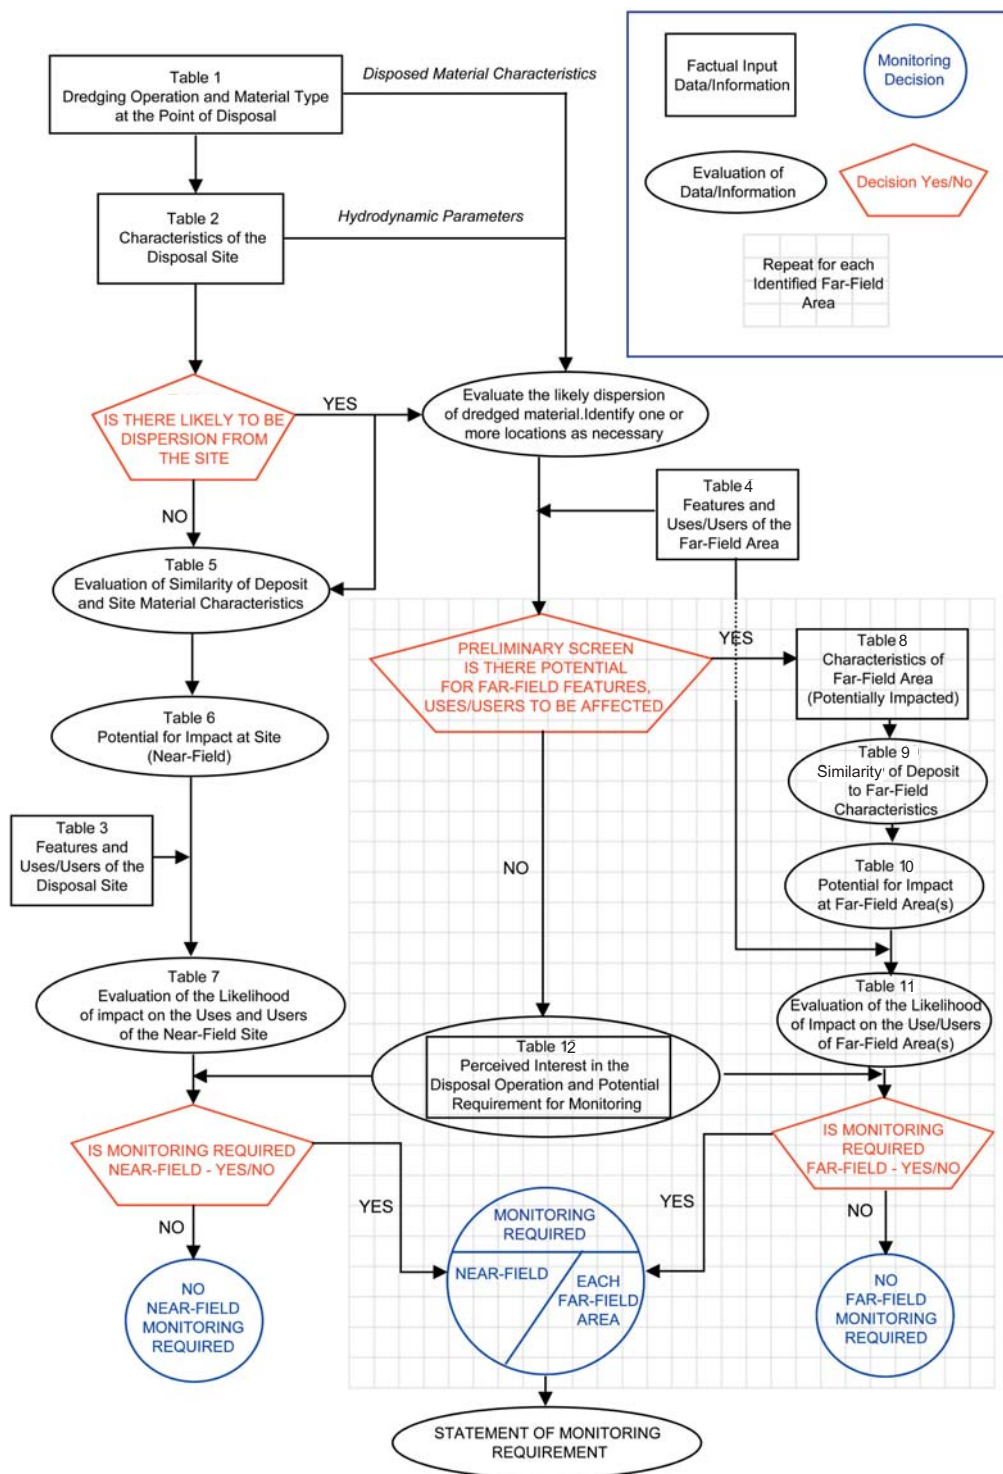 Table 1
Dredging Operation and Material Type
at the Point of Disposal
Disposed Material Characteristics
Factual Input
Data/Information
Monitoring
Decision
Evaluation of
Data/Information
Decision Yes/No
Repeat for each
Identified Far-Field
Area
Table 2
Characteristics of the
Disposal Site
Hydrodynamic Parameters
IS THERE LIKELY TO BE
DISPERSION FROM
THE SITE
YES
NO
Evaluate the likely dispersion
of dredged material.Identify one or
more locations as necessary
Table 4
Features and
Uses/Users of the
Far-Field Area
Table 5
Evaluation of Similarity of Deposit
and Site Material Characteristics
PRELIMINARY SCREEN
IS THERE POTENTIAL
FOR FAR-FIELD FEATURES,
USES/USERS TO BE AFFECTED
YES
NO
Table 8
Characteristics of
Far-Field Area
(Potentially Impacted)
Table 6
Potential for Impact at Site
(Near-Field)
Table 9
Similarity of Deposit
to Far-Field
Characteristics
Table 3
Features and
Uses/Users of the
Disposal Site
Table 10
Potential for Impact
at Far-Field Area(s)
Table 7
Evaluation of the Likelihood
of impact on the Uses and Users
of the Near-Field Site
Table 11
Evaluation of the Likelihood
of Impact on the Use/Users
of Far-Field Area(s)
Table 12
Perceived Interest in the
Disposal Operation and Potential
Requirement for Monitoring
IS MONITORING REQUIRED
NEAR-FIELD - YES/NO
YES
NO
IS MONITORING
REQUIRED
FAR-FIELD - YES/NO
YES
NO
MONITORING
REQUIRED
NEAR-FIELD
EACH
FAR-FIELD
AREA
NO
NEAR-FIELD
MONITORING
REQUIRED
NO
FAR-FIELD
MONITORING
REQUIRED
STATEMENT OF MONITORING
REQUIREMENT